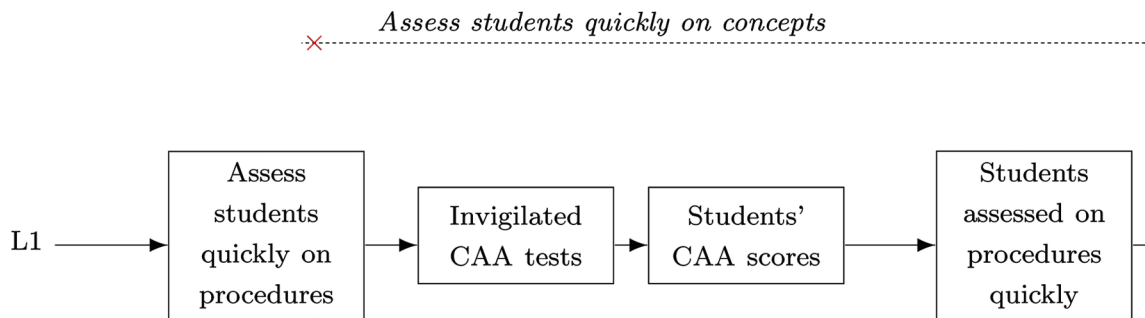 Assess students quickly on concepts
L1
Assess
students
quickly on
procedures
Invigilated
CAA tests
Students'
CAA scores
Students
assessed on
procedures
quickly